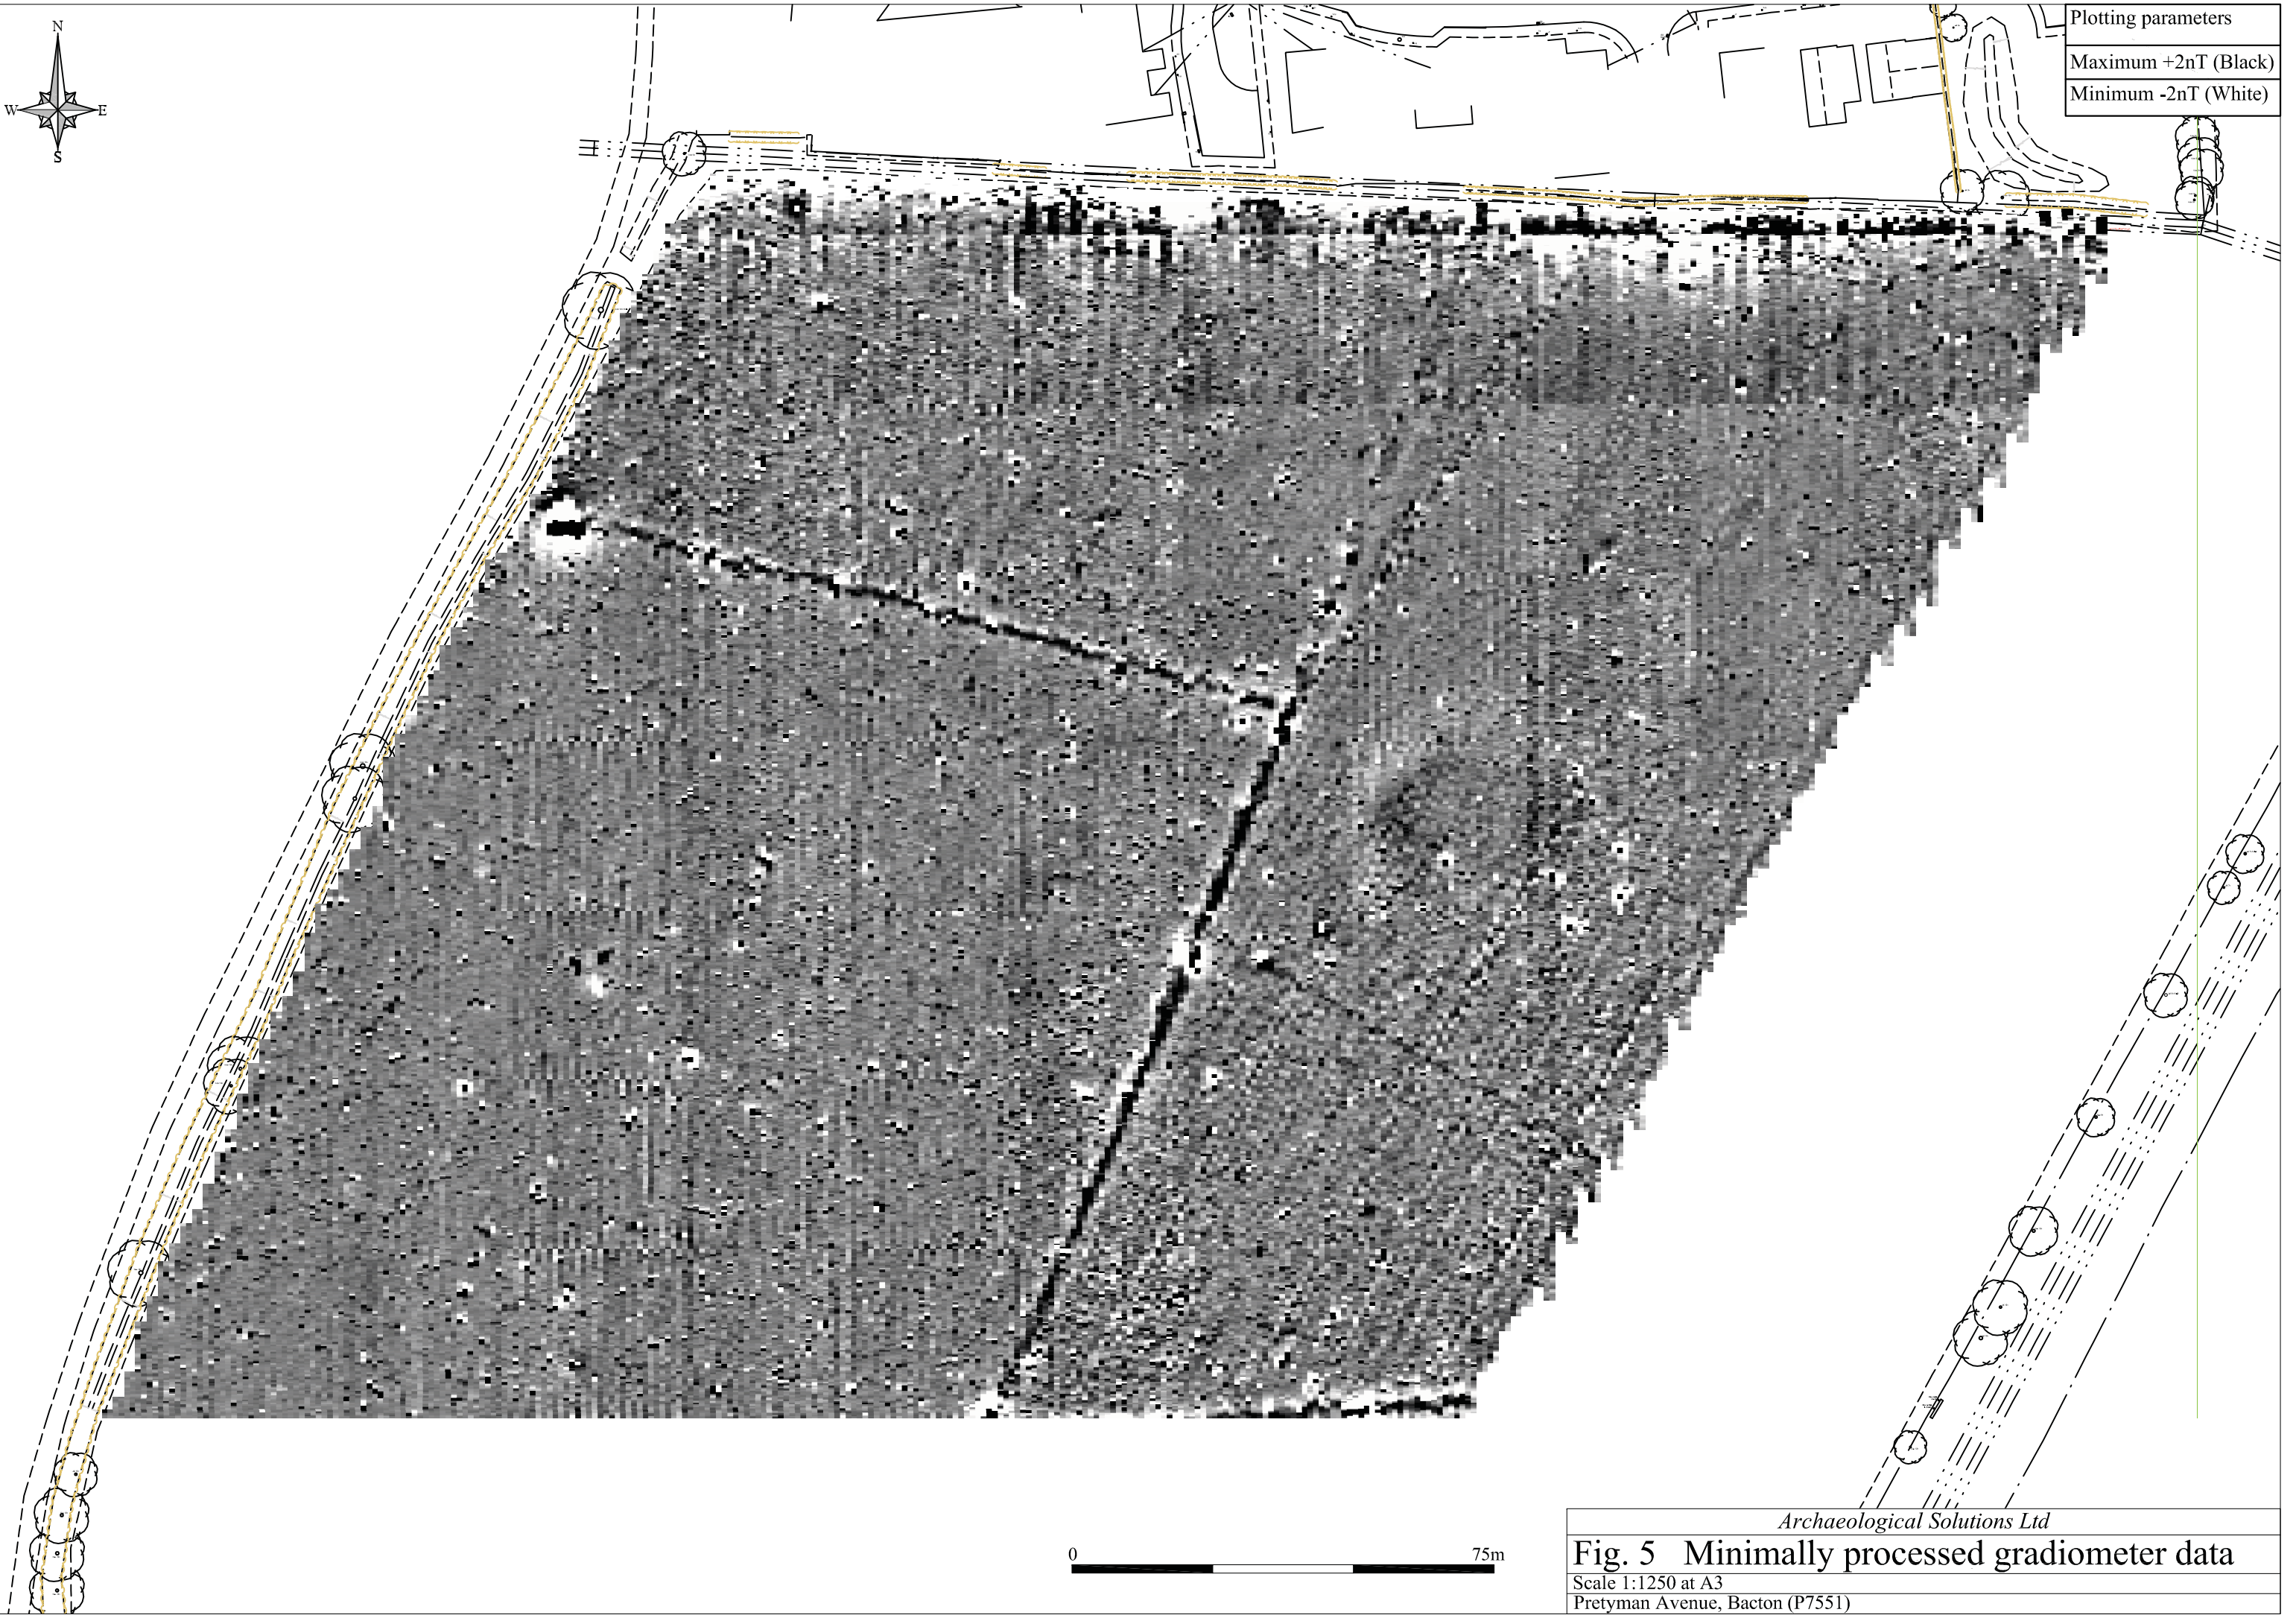 N
W E
S
Plotting parameters
Maximum +2nT (Black)
Minimum -2nT (White)
0 75m
Archaeological Solutions Ltd
Fig. 5 Minimally processed gradiometer data
Scale 1:1250 at A3
Pretyman Avenue, Bacton (P7551)